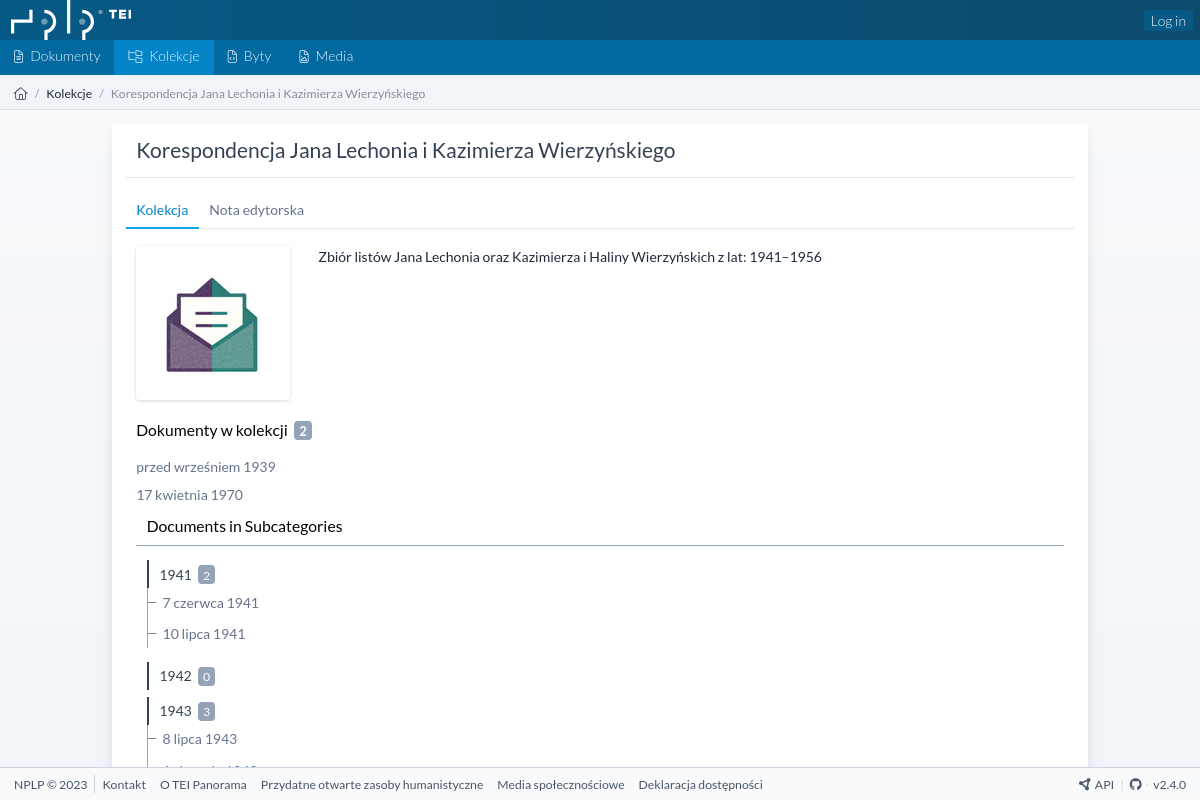 nplp TEI
Log in
Dokumenty Kolekcje Byty Media
/ Kolekcje / Korespondencja Jana Lechonia i Kazimierza Wierzyńskiego
Korespondencja Jana Lechonia i Kazimierza Wierzyńskiego
Kolekcja Nota edytorska
Zbiór listów Jana Lechonia oraz Kazimierza i Haliny Wierzyńskich z lat: 1941–1956
Dokumenty w kolekcji 2
przed wrześniem 1939
17 kwietnia 1970
Documents in Subcategories
1941 2
7 czerwca 1941
10 lipca 1941
1942 0
1943 3
8 lipca 1943
NPLP © 2023 Kontakt O TEI Panorama Przydatne otwarte zasoby humanistyczne Media społecznościowe Deklaracja dostępności API v2.4.0